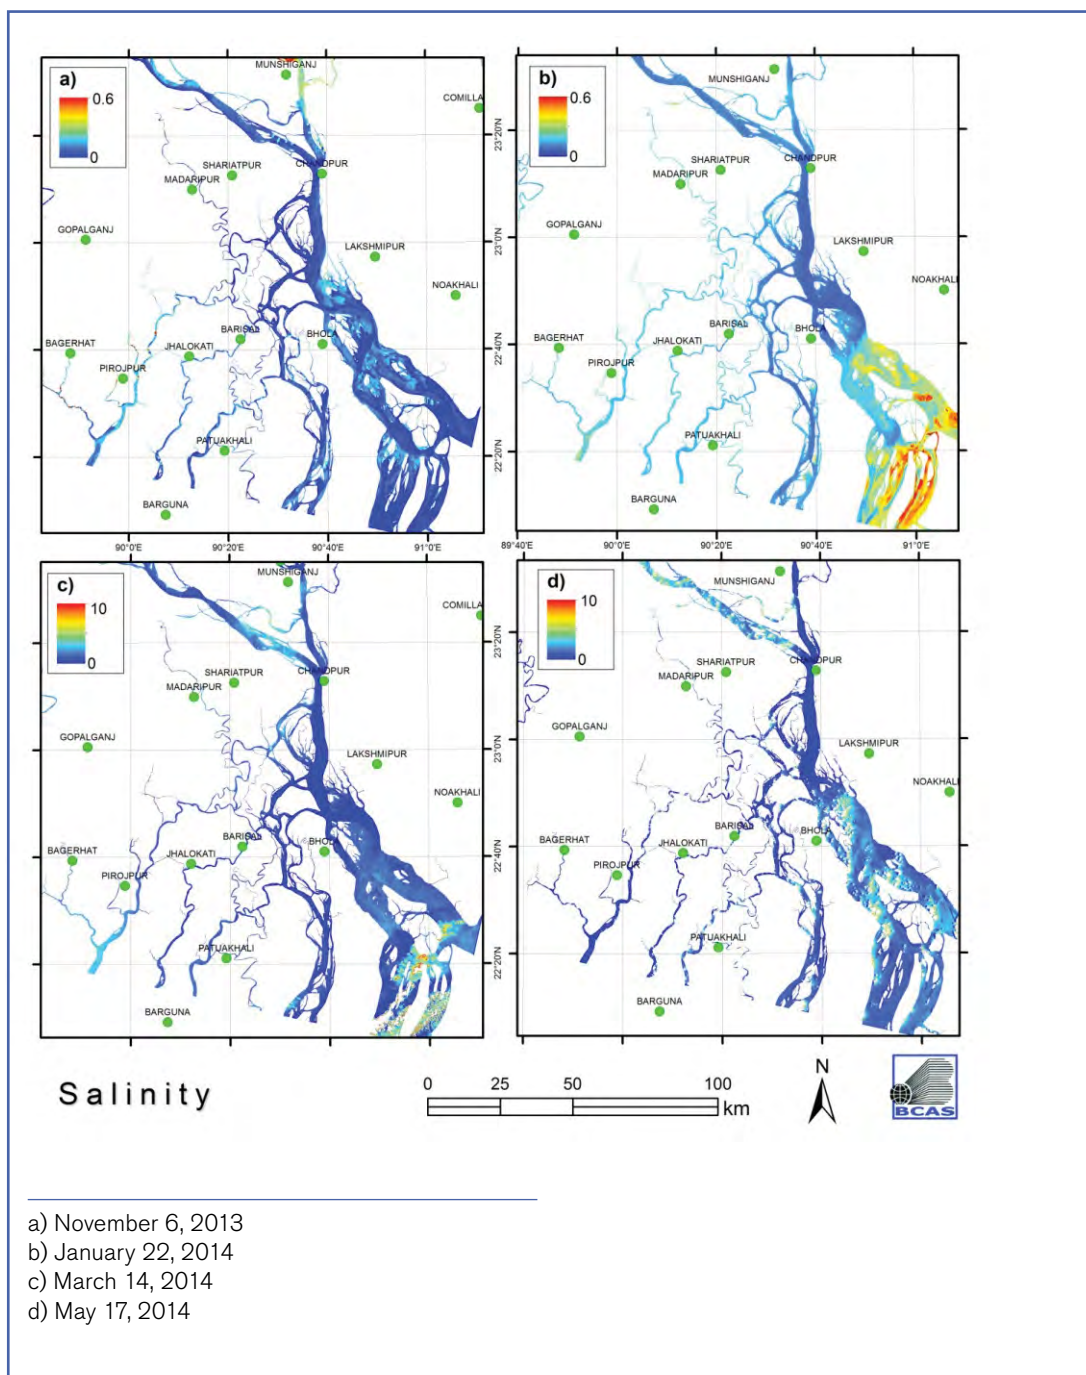 a)
0.6
0
MUNSHIGANJ
COMILLA
SHARIATPUR
CHANDPUR
MADARIPUR
GOPALGANJ
LAKSHMIPUR
NOAKHALI
BARISAL
BHOLA
BAGERHAT
JHALOKATI
PIROJPUR
PATUAKHALI
BARGUNA
23°20'N
23°0'N
22°40'N
22°20'N
90°0'E
90°20'E
90°40'E
91°0'E
b)
0.6
0
MUNSHIGANJ
SHARIATPUR
CHANDPUR
MADARIPUR
GOPALGANJ
LAKSHMIPUR
NOAKHALI
BARISAL
BHOLA
BAGERHAT
JHALOKATI
PIROJPUR
PATUAKHALI
BARGUNA
89°40'E
90°0'E
90°20'E
90°40'E
91°0'E
c)
10
0
MUNSHIGANJ
COMILLA
SHARIATPUR
CHANDPUR
MADARIPUR
GOPALGANJ
LAKSHMIPUR
NOAKHALI
BARISAL
BHOLA
BAGERHAT
JHALOKATI
PIROJPUR
PATUAKHALI
BARGUNA
23°20'N
23°0'N
22°40'N
22°20'N
d)
10
0
MUNSHIGANJ
SHARIATPUR
CHANDPUR
MADARIPUR
GOPALGANJ
LAKSHMIPUR
NOAKHALI
BARISAL
BHOLA
BAGERHAT
JHALOKATI
PIROJPUR
PATUAKHALI
BARGUNA
Salinity
0 25 50 100
km
N
BCAS
a) November 6, 2013
b) January 22, 2014
c) March 14, 2014
d) May 17, 2014